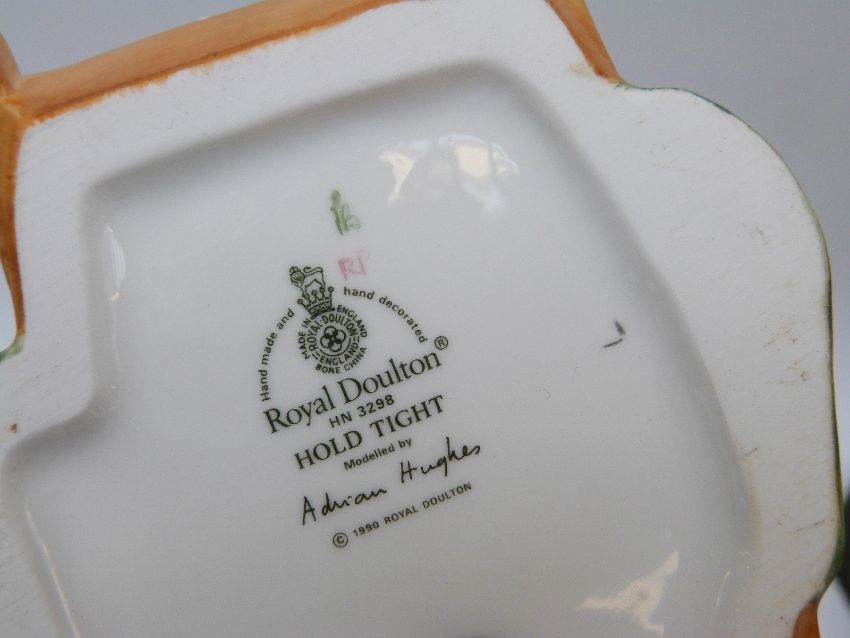 RP
Hand made and hand decorated
MADE IN ENGLAND
ROYAL·DOULTON
ENGLAND
BONE CHINA
Royal Doulton®
HN 3298
HOLD TIGHT
Modelled by
Adrian Hughes
© 1990 ROYAL DOULTON